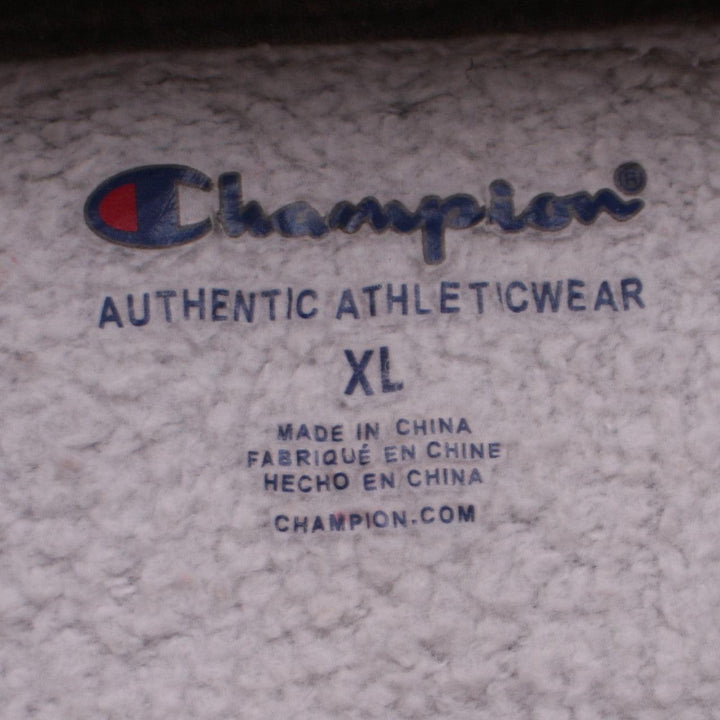 Champion®
AUTHENTIC ATHLETICWEAR
XL
MADE IN CHINA
FABRIQUÉ EN CHINE
HECHO EN CHINA
CHAMPION.COM